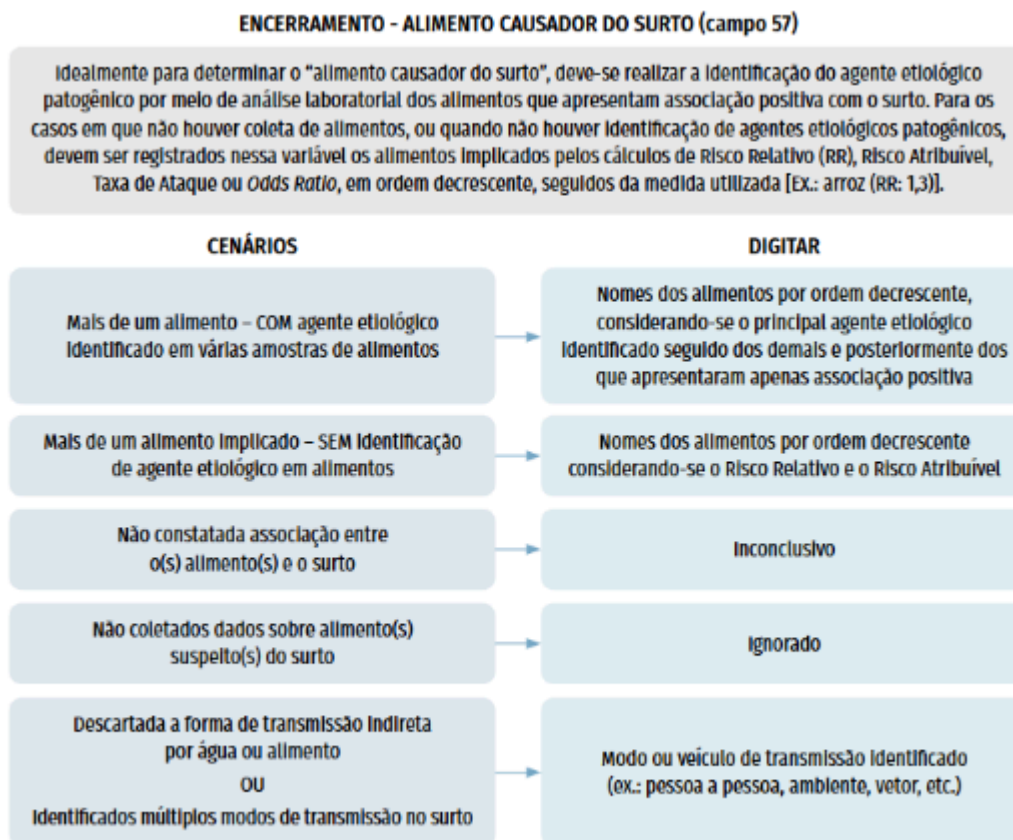 ENCERRAMENTO - ALIMENTO CAUSADOR DO SURTO (campo 57)
Idealmente para determinar o “alimento causador do surto”, deve-se realizar a identificação do agente etiológico
patogênico por meio de análise laboratorial dos alimentos que apresentam associação positiva com o surto. Para os
casos em que não houver coleta de alimentos, ou quando não houver identificação de agentes etiológicos patogênicos,
devem ser registrados nessa variável os alimentos implicados pelos cálculos de Risco Relativo (RR), Risco Atribuível,
Taxa de Ataque ou Odds Ratio, em ordem decrescente, seguidos da medida utilizada [Ex.: arroz (RR: 1,3)].
CENÁRIOS
DIGITAR
Mais de um alimento – COM agente etiológico
identificado em várias amostras de alimentos
Nomes dos alimentos por ordem decrescente,
considerando-se o principal agente etiológico
identificado seguido dos demais e posteriormente dos
que apresentaram apenas associação positiva
Mais de um alimento implicado – SEM identificação
de agente etiológico em alimentos
Nomes dos alimentos por ordem decrescente
considerando-se o Risco Relativo e o Risco Atribuível
Não constatada associação entre
o(s) alimento(s) e o surto
Inconclusivo
Não coletados dados sobre alimento(s)
suspeito(s) do surto
Ignorado
Descartada a forma de transmissão indireta
por água ou alimento
OU
Identificados múltiplos modos de transmissão no surto
Modo ou veículo de transmissão identificado
(ex.: pessoa a pessoa, ambiente, vetor, etc.)